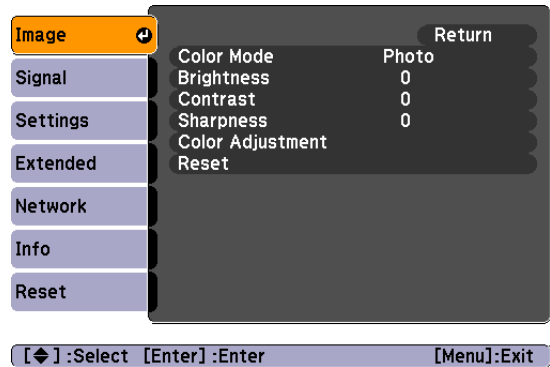 Image
Signal
Settings
Extended
Network
Info
Reset
Return
Color Mode Photo
Brightness 0
Contrast 0
Sharpness 0
Color Adjustment
Reset
[◆] :Select [Enter] :Enter [Menu]:Exit